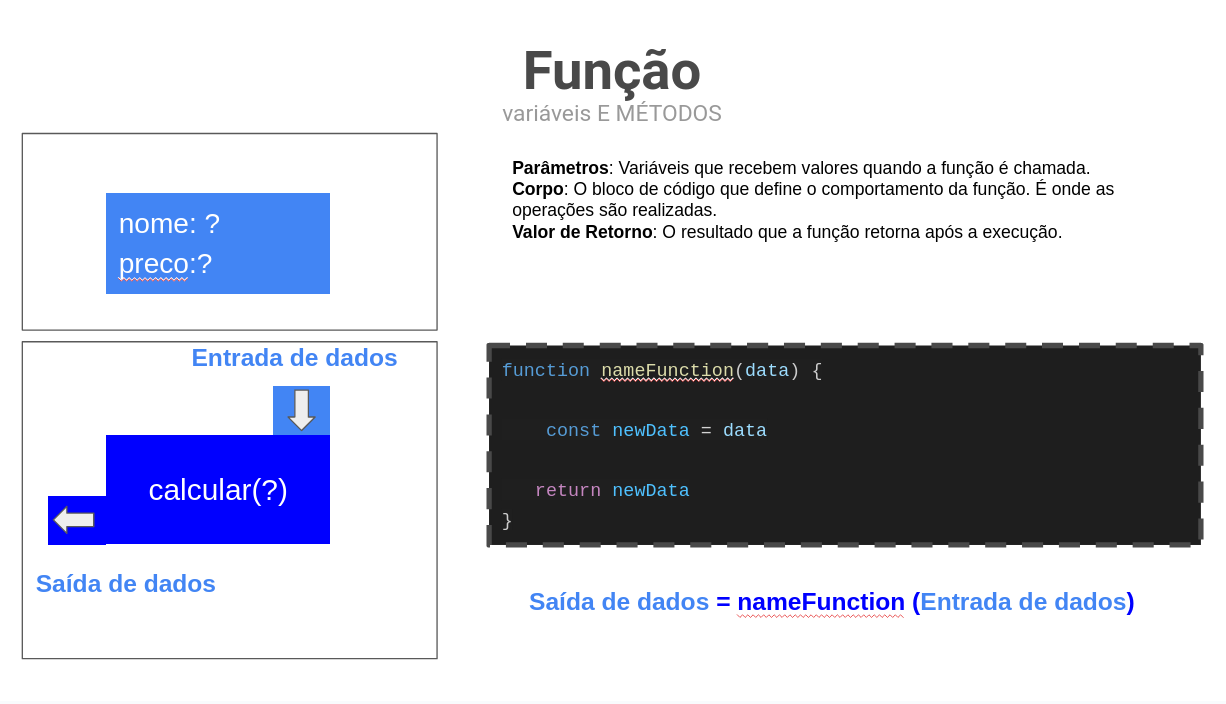 Função
variáveis E MÉTODOS
nome: ?
preco:?
Parâmetros: Variáveis que recebem valores quando a função é chamada.
Corpo: O bloco de código que define o comportamento da função. É onde as
operações são realizadas.
Valor de Retorno: O resultado que a função retorna após a execução.
Entrada de dados
calcular(?)
Saída de dados
function nameFunction(data) {
const newData = data
return newData
}
Saída de dados = nameFunction (Entrada de dados)